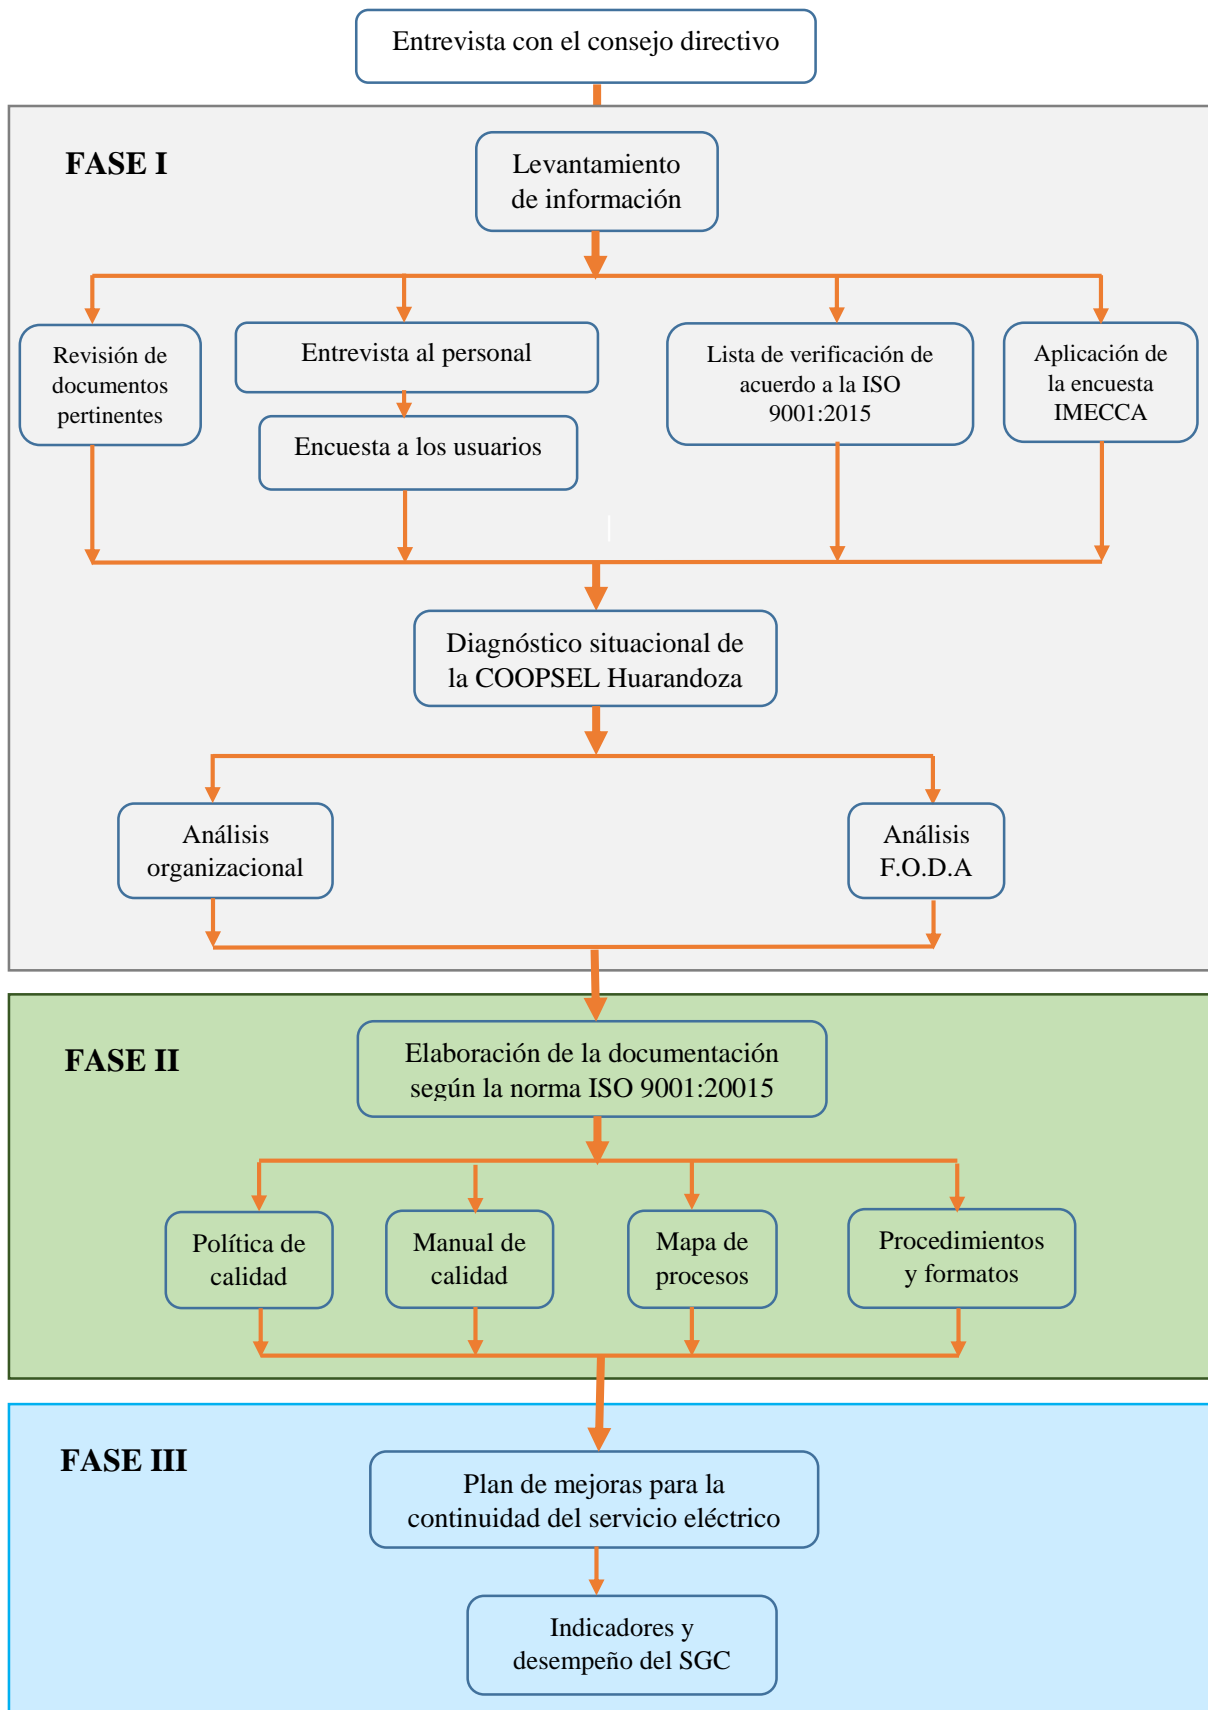 Entrevista con el consejo directivo
FASE I
Levantamiento
de información
Revisión de
documentos
pertinentes
Entrevista al personal
Encuesta a los usuarios
Lista de verificación de
acuerdo a la ISO
9001:2015
Aplicación de
la encuesta
IMECCA
Diagnóstico situacional de
la COOPSEL Huarandoza
Análisis
organizacional
Análisis
F.O.D.A
FASE II
Elaboración de la documentación
según la norma ISO 9001:20015
Política de
calidad
Manual de
calidad
Mapa de
procesos
Procedimientos
y formatos
FASE III
Plan de mejoras para la
continuidad del servicio eléctrico
Indicadores y
desempeño del SGC